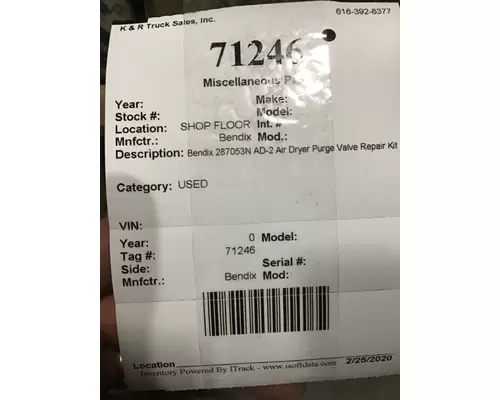 K & R Truck Sales, Inc. 616-392-8377
71246
Miscellaneous
Year: Make:
Stock #: Model:
Location: SHOP FLOOR Int. #
Mnfctr.: Bendix Mod.:
Description: Bendix 287053N AD-2 Air Dryer Purge Valve Repair Kit
Category: USED
VIN:
Year: 0 Model:
Tag #: 71246
Side: Serial #:
Mnfctr.: Bendix Mod:
Location
Inventory Powered By ITrack - www.isoftdata.com 2/25/2020